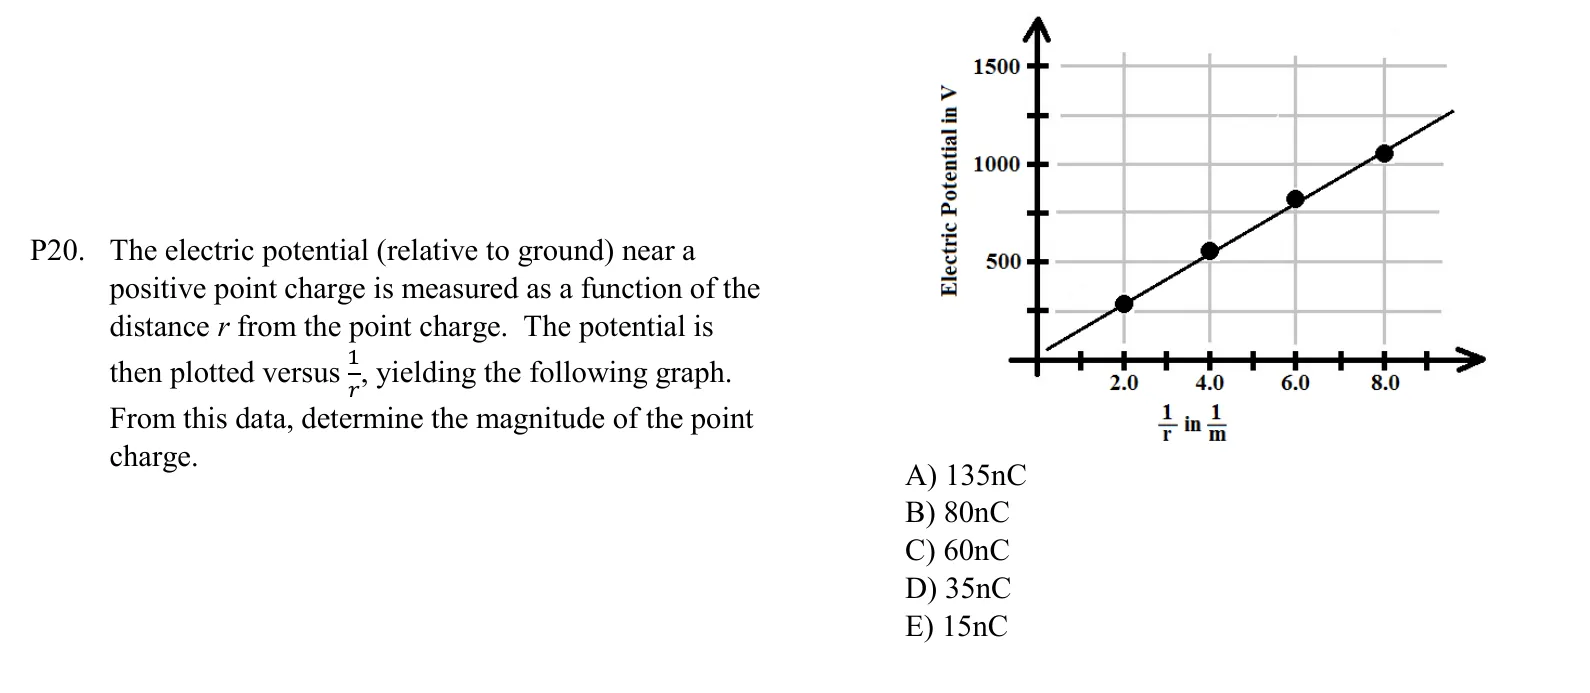 P20. The electric potential (relative to ground) near a
positive point charge is measured as a function of the
distance r from the point charge. The potential is
then plotted versus 1/r, yielding the following graph.
From this data, determine the magnitude of the point
charge.
Electric Potential in V
1500
1000
500
2.0 4.0 6.0 8.0
1/r in 1/m
A) 135nC
B) 80nC
C) 60nC
D) 35nC
E) 15nC